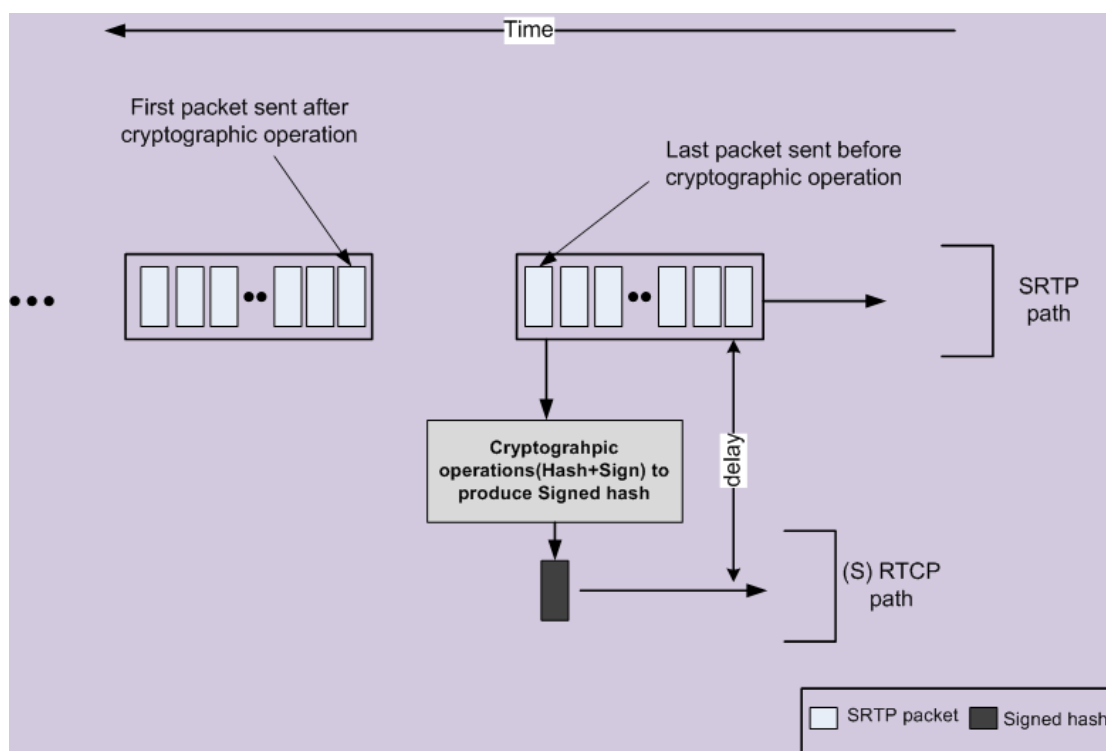 Time
First packet sent after
cryptographic operation
Last packet sent before
cryptographic operation
SRTP
path
Cryptograhpic
operations(Hash+Sign) to
produce Signed hash
delay
(S) RTCP
path
SRTP packet
Signed hash